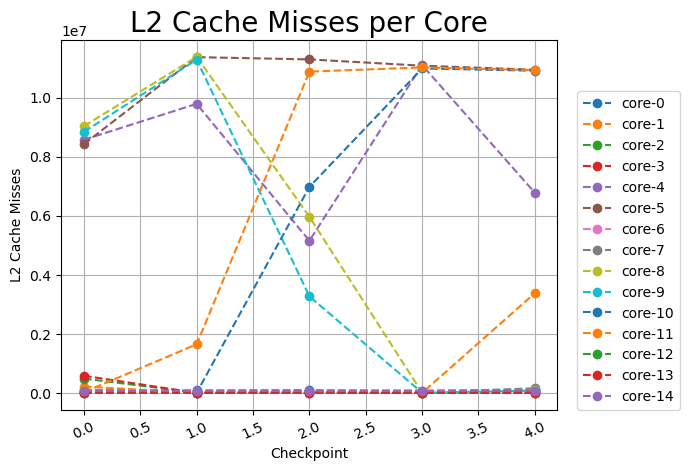 L2 Cache Misses per Core
1e7
1.0
0.8
0.6
0.4
0.2
0.0
L2 Cache Misses
0.0 0.5 1.0 1.5 2.0 2.5 3.0 3.5 4.0
Checkpoint
core-0
core-1
core-2
core-3
core-4
core-5
core-6
core-7
core-8
core-9
core-10
core-11
core-12
core-13
core-14